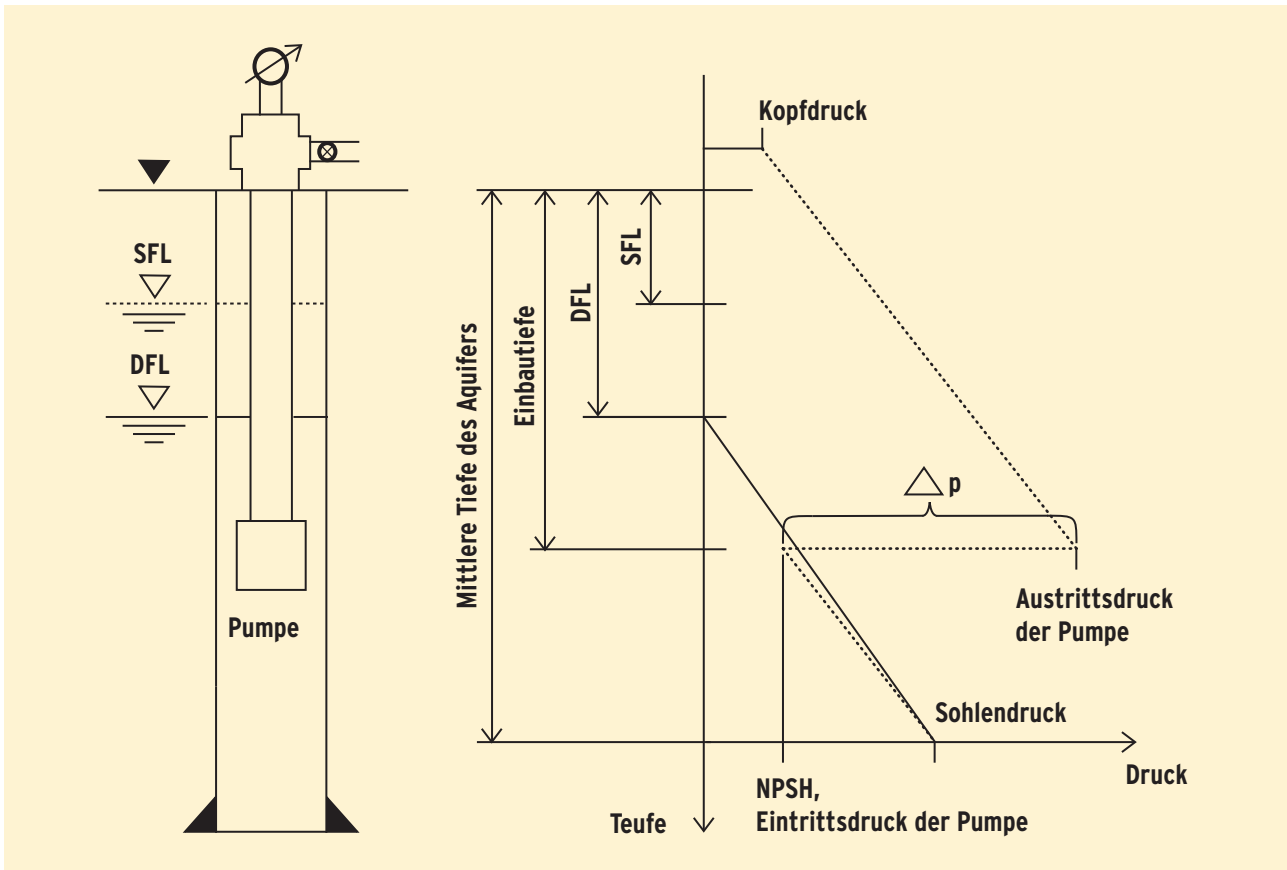 SFL
DFL
Pumpe
Kopfdruck
SFL
DFL
Einbautiefe
Mittlere Tiefe des Aquifers
△ p
Austrittsdruck
der Pumpe
Sohlendruck
Druck
NPSH,
Eintrittsdruck der Pumpe
Teufe